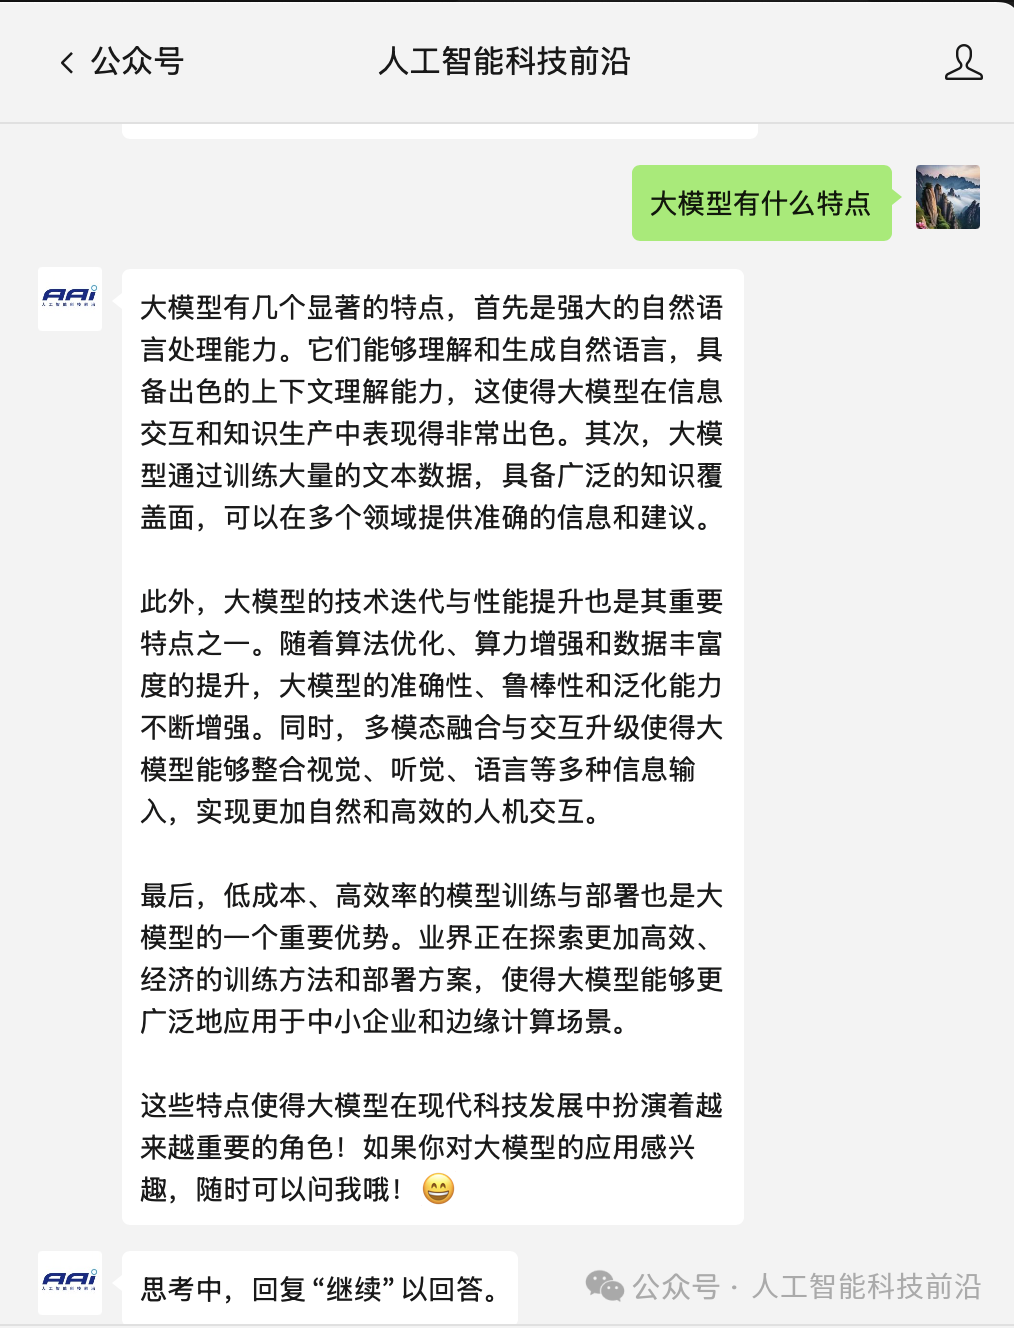 公众号
人工智能科技前沿
大模型有什么特点
AAi
人工智能科技前沿
大模型有几个显著的特点，首先是强大的自然语
言处理能力。它们能够理解和生成自然语言，具
备出色的上下文理解能力，这使得大模型在信息
交互和知识生产中表现得非常出色。其次，大模
型通过训练大量的文本数据，具备广泛的知识覆
盖面，可以在多个领域提供准确的信息和建议。
此外，大模型的技术迭代与性能提升也是其重要
特点之一。随着算法优化、算力增强和数据丰富
度的提升，大模型的准确性、鲁棒性和泛化能力
不断增强。同时，多模态融合与交互升级使得大
模型能够整合视觉、听觉、语言等多种信息输
入，实现更加自然和高效的人机交互。
最后，低成本、高效率的模型训练与部署也是大
模型的一个重要优势。业界正在探索更加高效、
经济的训练方法和部署方案，使得大模型能够更
广泛地应用于中小企业和边缘计算场景。
这些特点使得大模型在现代科技发展中扮演着越
来越重要的角色！如果你对大模型的应用感兴
趣，随时可以问我哦！😄
AAi
人工智能科技前沿
思考中，回复“继续”以回答。
公众号 · 人工智能科技前沿